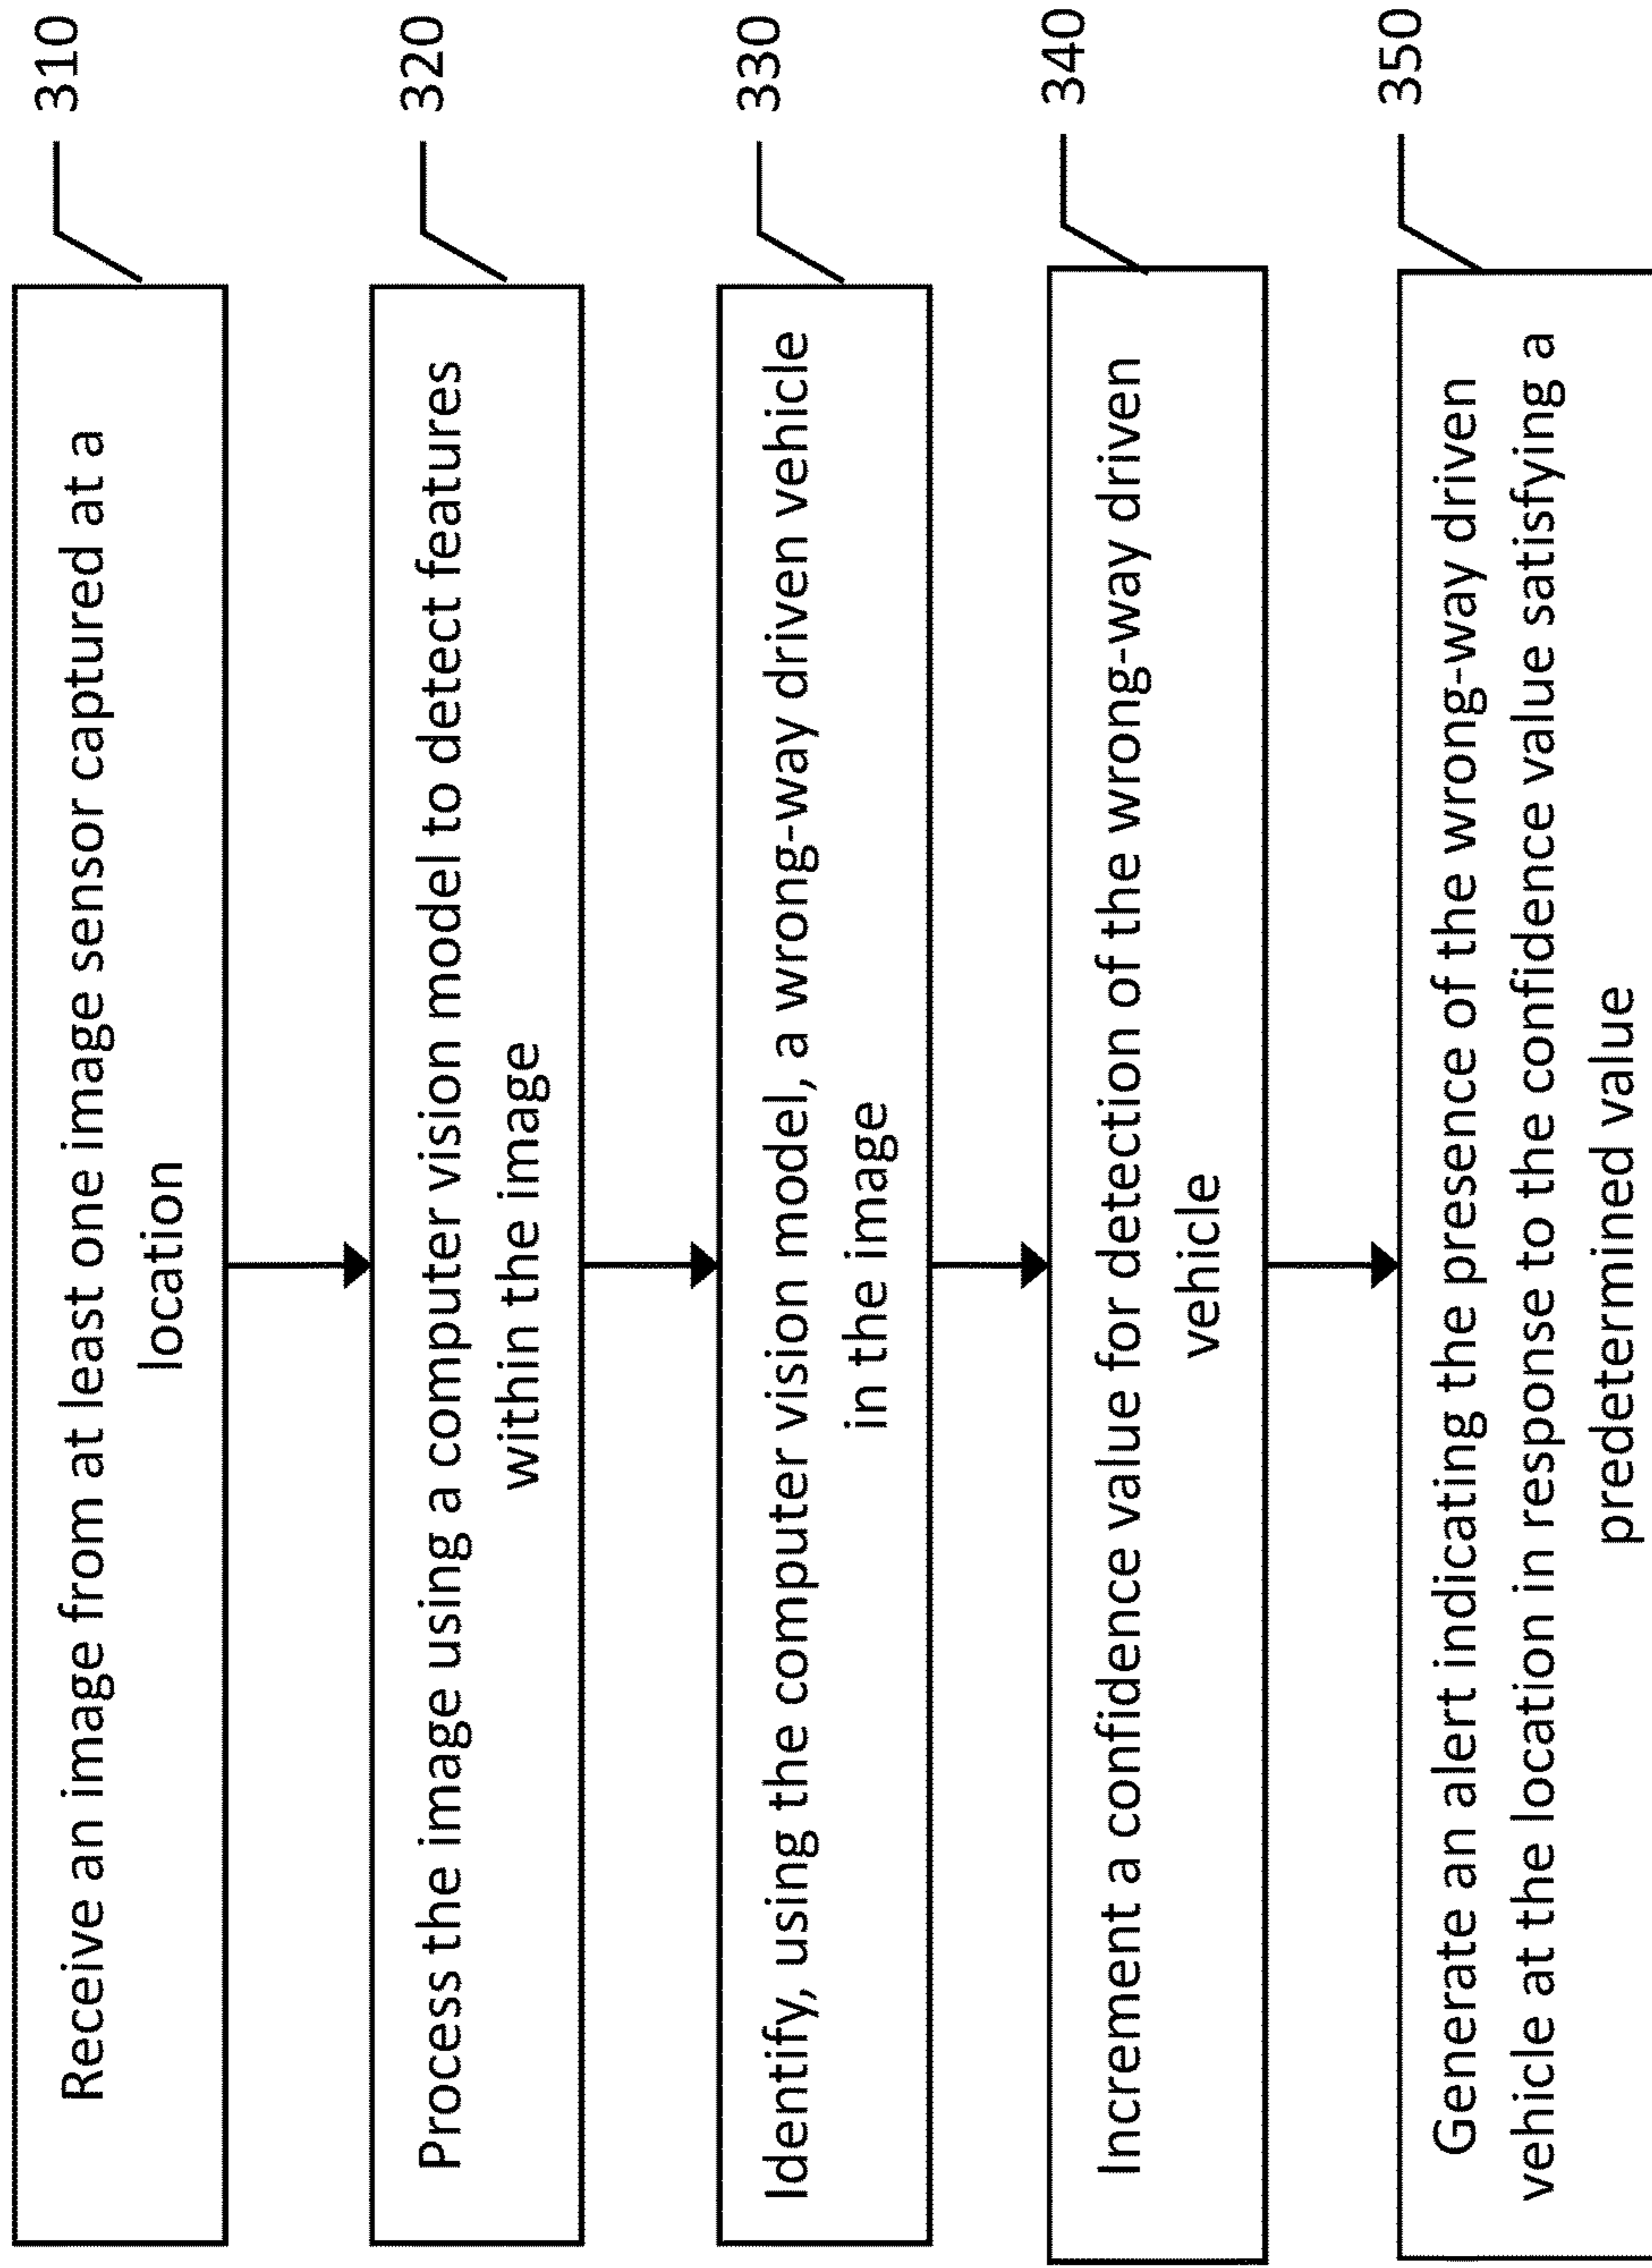 Receive an image from at least one image sensor captured at a
location
310
Process the image using a computer vision model to detect features
within the image
320
Identify, using the computer vision model, a wrong-way driven vehicle
in the image
330
Increment a confidence value for detection of the wrong-way driven
vehicle
340
Generate an alert indicating the presence of the wrong-way driven
vehicle at the location in response to the confidence value satisfying a
predetermined value
350